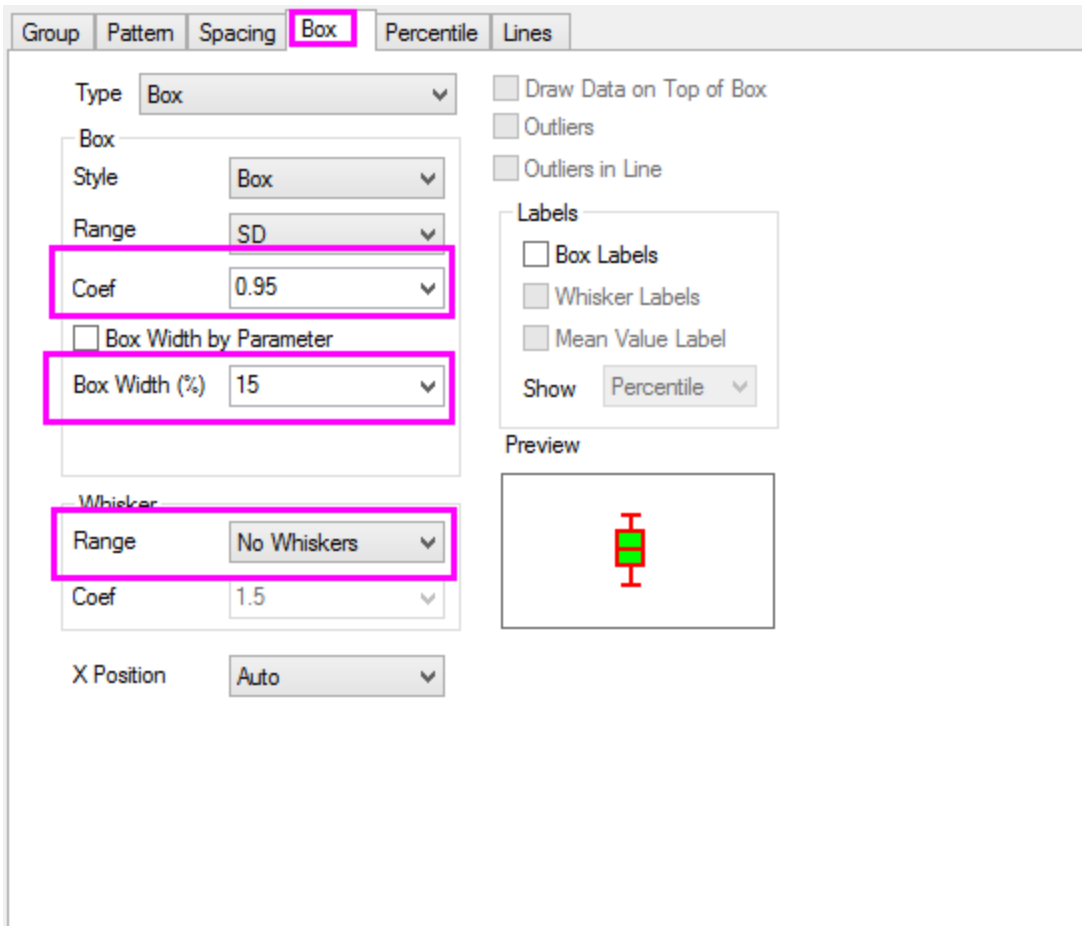 Group Pattern Spacing Box Percentile Lines
Type Box
Box
Style Box
Range SD
Coef 0.95
Box Width by Parameter
Box Width (%) 15
Whisker
Range No Whiskers
Coef 1.5
X Position Auto
Draw Data on Top of Box
Outliers
Outliers in Line
Labels
Box Labels
Whisker Labels
Mean Value Label
Show Percentile
Preview